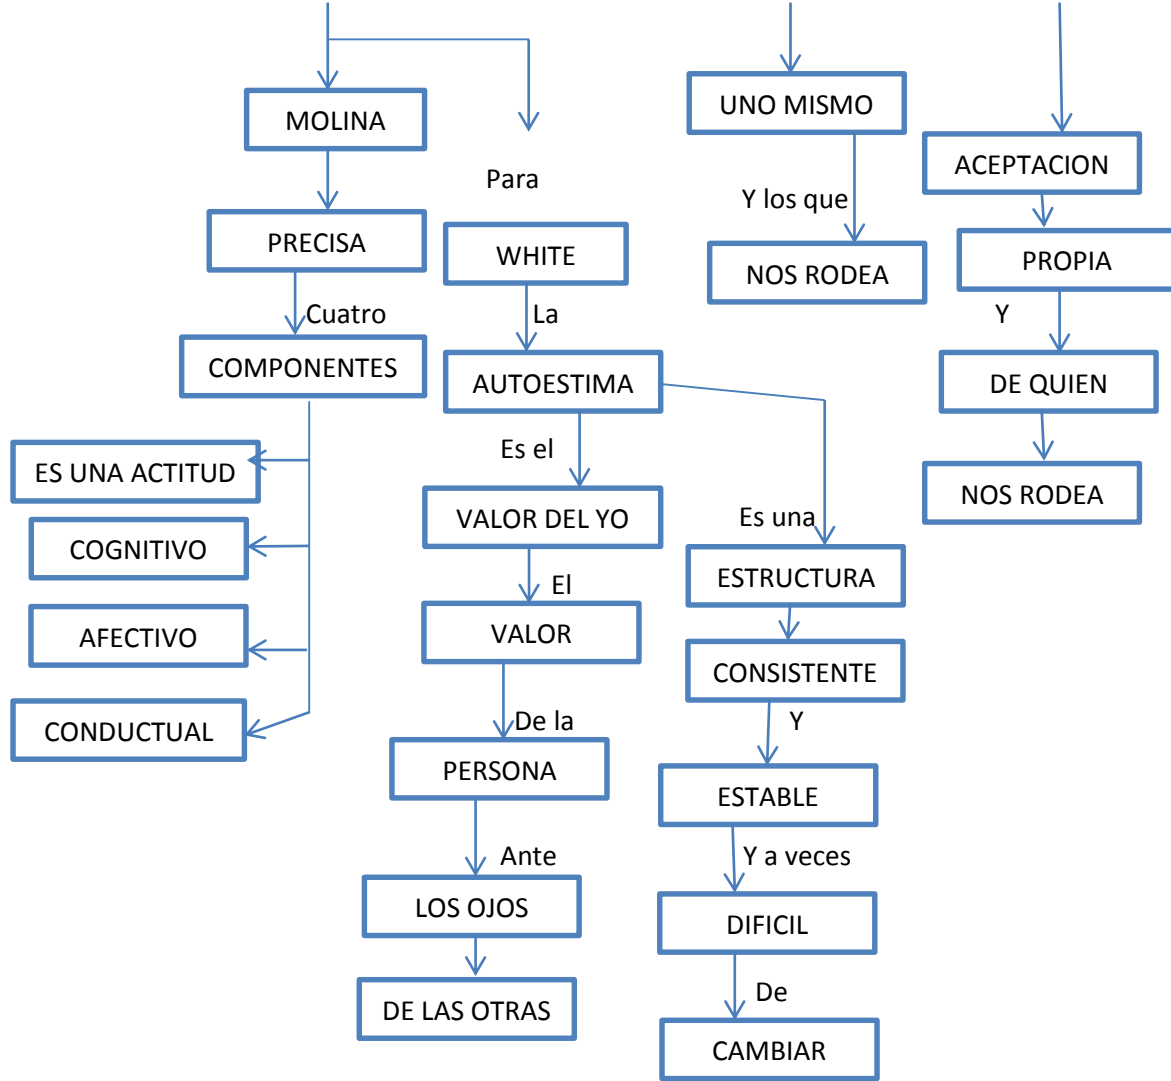 MOLINA
PRECISA
Cuatro
COMPONENTES
ES UNA ACTITUD
COGNITIVO
AFECTIVO
CONDUCTUAL
Para
WHITE
La
AUTOESTIMA
Es el
VALOR DEL YO
El
VALOR
De la
PERSONA
Ante
LOS OJOS
DE LAS OTRAS
Es una
ESTRUCTURA
CONSISTENTE
Y
ESTABLE
Y a veces
DIFICIL
De
CAMBIAR
UNO MISMO
Y los que
NOS RODEA
ACEPTACION
PROPIA
Y
DE QUIEN
NOS RODEA